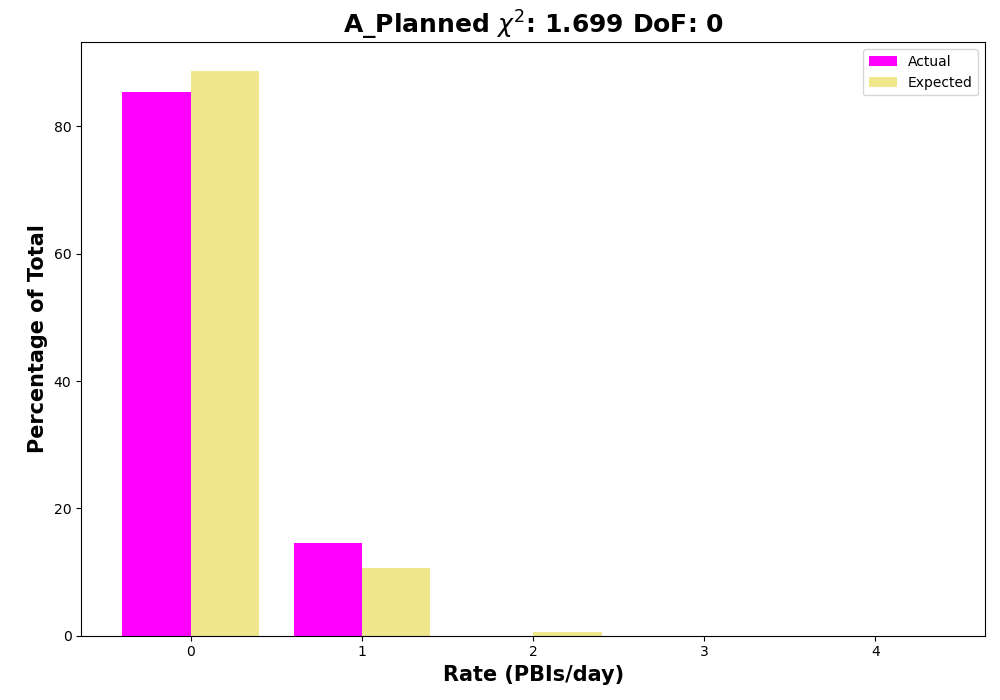 A_Planned χ²: 1.699 DoF: 0
Actual
Expected
Percentage of Total
80
60
40
20
0
0 1 2 3 4
Rate (PBIs/day)